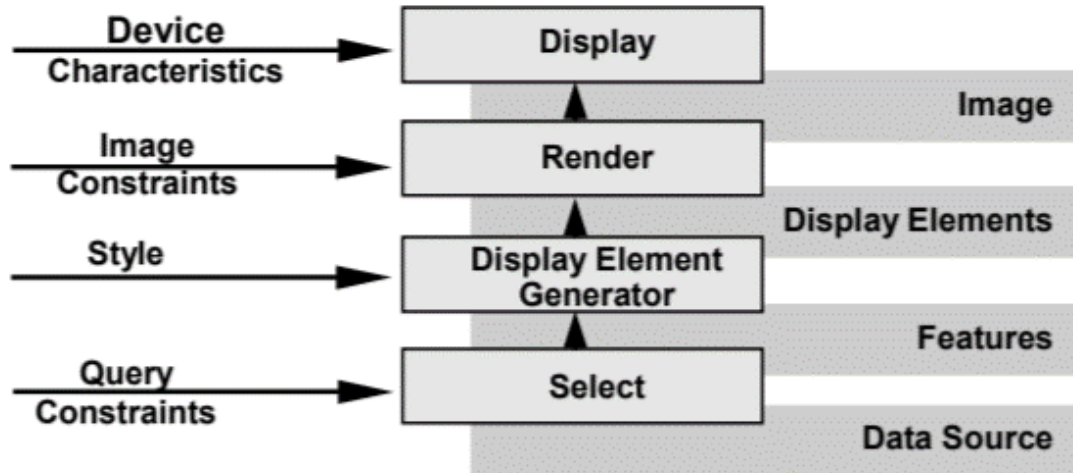 Device
Characteristics
Display
Image
Image
Constraints
Render
Display Elements
Style
Display Element
Generator
Features
Query
Constraints
Select
Data Source